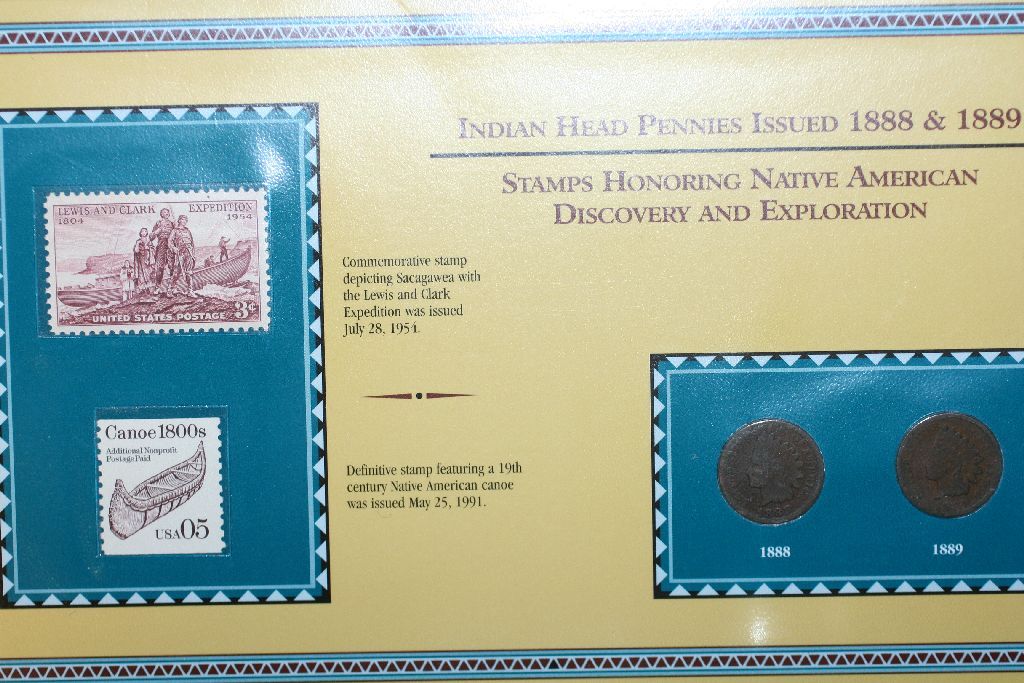 INDIAN HEAD PENNIES ISSUED 1888 & 1889
STAMPS HONORING NATIVE AMERICAN
DISCOVERY AND EXPLORATION
LEWIS AND CLARK EXPEDITION
1804 1954
UNITED STATES POSTAGE 3¢
Commemorative stamp
depicting Sacagawea with
the Lewis and Clark
Expedition was issued
July 28, 1954.
Canoe 1800s
Additional Nonprofit
Postage Paid
USA 05
Definitive stamp featuring a 19th
century Native American canoe
was issued May 25, 1991.
1888
1889